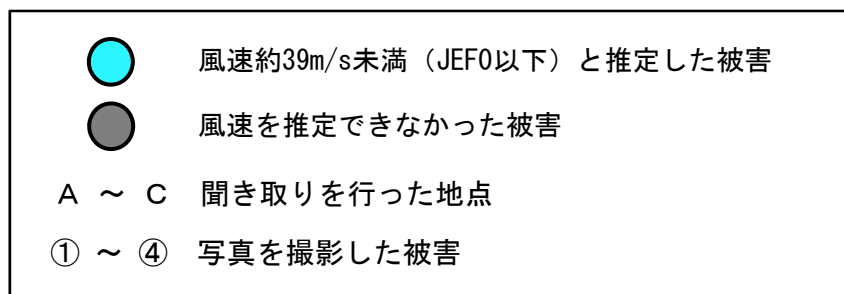 風速約39m/s未満（JEF0以下）と推定した被害
風速を推定できなかった被害
A ～ C 聞き取りを行った地点
① ～ ④ 写真を撮影した被害